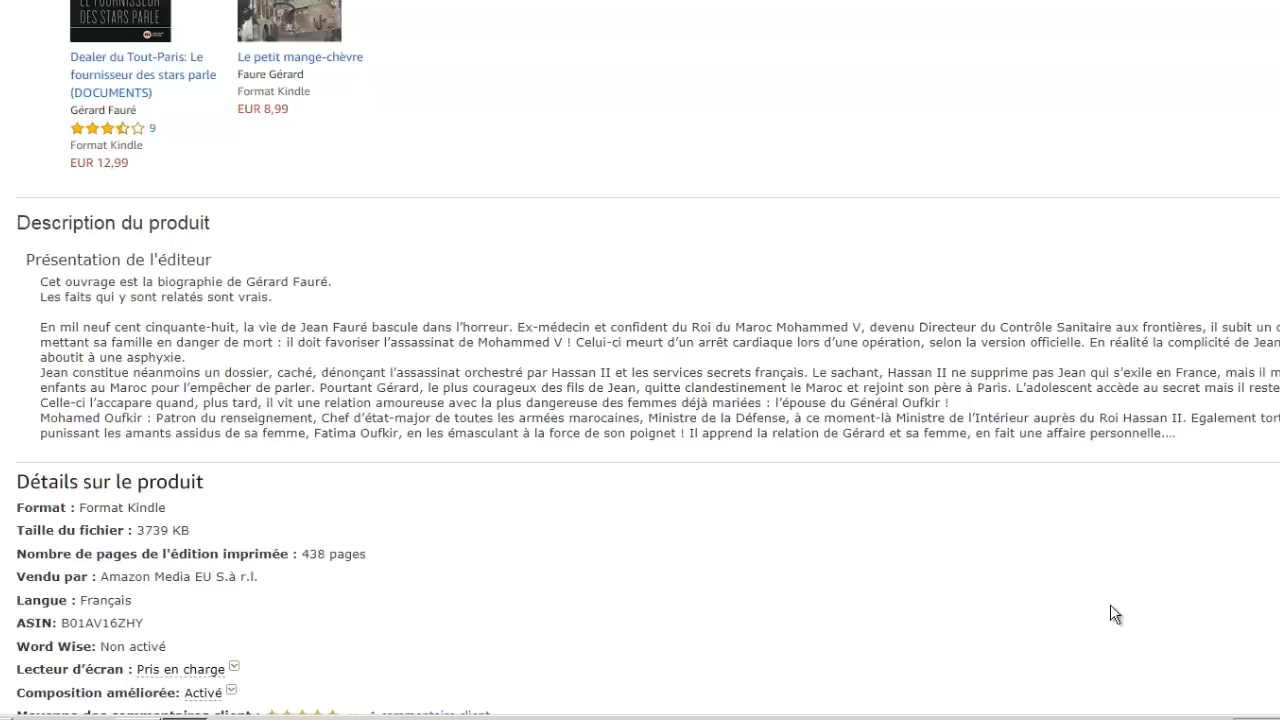 LE FOURNISSEUR
DES STARS PARLE
Dealer du Tout-Paris: Le
fournisseur des stars parle
(DOCUMENTS)
Gérard Fauré
9
Format Kindle
EUR 12,99
Le petit mange-chèvre
Faure Gérard
Format Kindle
EUR 8,99
Description du produit
Présentation de l'éditeur
Cet ouvrage est la biographie de Gérard Fauré.
Les faits qui y sont relatés sont vrais.
En mil neuf cent cinquante-huit, la vie de Jean Fauré bascule dans l’horreur. Ex-médecin et confident du Roi du Maroc Mohammed V, devenu Directeur du Contrôle Sanitaire aux frontières, il subit un
mettant sa famille en danger de mort : il doit favoriser l’assassinat de Mohammed V ! Celui-ci meurt d’un arrêt cardiaque lors d’une opération, selon la version officielle. En réalité la complicité de Jean
aboutit à une asphyxie.
Jean constitue néanmoins un dossier, caché, dénonçant l’assassinat orchestré par Hassan II et les services secrets français. Le sachant, Hassan II ne supprime pas Jean qui s’exile en France, mais il
enfants au Maroc pour l’empêcher de parler. Pourtant Gérard, le plus courageux des fils de Jean, quitte clandestinement le Maroc et rejoint son père à Paris. L’adolescent accède au secret mais il
Celle-ci l’accapare quand, plus tard, il vit une relation amoureuse avec la plus dangereuse des femmes déjà mariées : l’épouse du Général Oufkir !
Mohamed Oufkir : Patron du renseignement, Chef d’état-major de toutes les armées marocaines, Ministre de la Défense, à ce moment-là Ministre de l’Intérieur auprès du Roi Hassan II. Egalement
punissant les amants assidus de sa femme, Fatima Oufkir, en les émasculant à la force de son poignet ! Il apprend la relation de Gérard et sa femme, en fait une affaire personnelle....
Détails sur le produit
Format : Format Kindle
Taille du fichier : 3739 KB
Nombre de pages de l'édition imprimée : 438 pages
Vendu par : Amazon Media EU S.à r.l.
Langue : Français
ASIN: B01AV16ZHY
Word Wise: Non activé
Lecteur d’écran : Pris en charge
Composition améliorée: Activé
Moyenne des commentaires client : 1 commentaire client